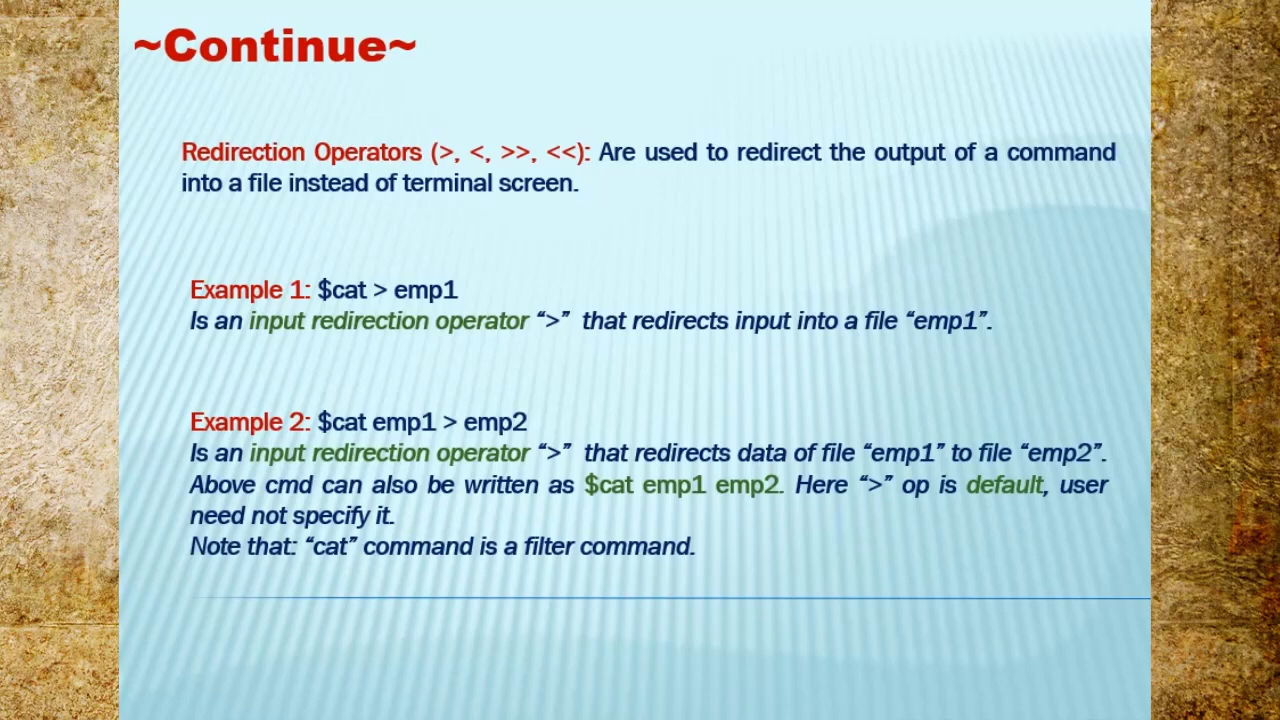 ~Continue~
Redirection Operators (>, <, >>, <<): Are used to redirect the output of a command
into a file instead of terminal screen.
Example 1: $cat > emp1
Is an input redirection operator “>” that redirects input into a file “emp1”.
Example 2: $cat emp1 > emp2
Is an input redirection operator “>” that redirects data of file “emp1” to file “emp2”.
Above cmd can also be written as $cat emp1 emp2. Here “>” op is default, user
need not specify it.
Note that: “cat” command is a filter command.